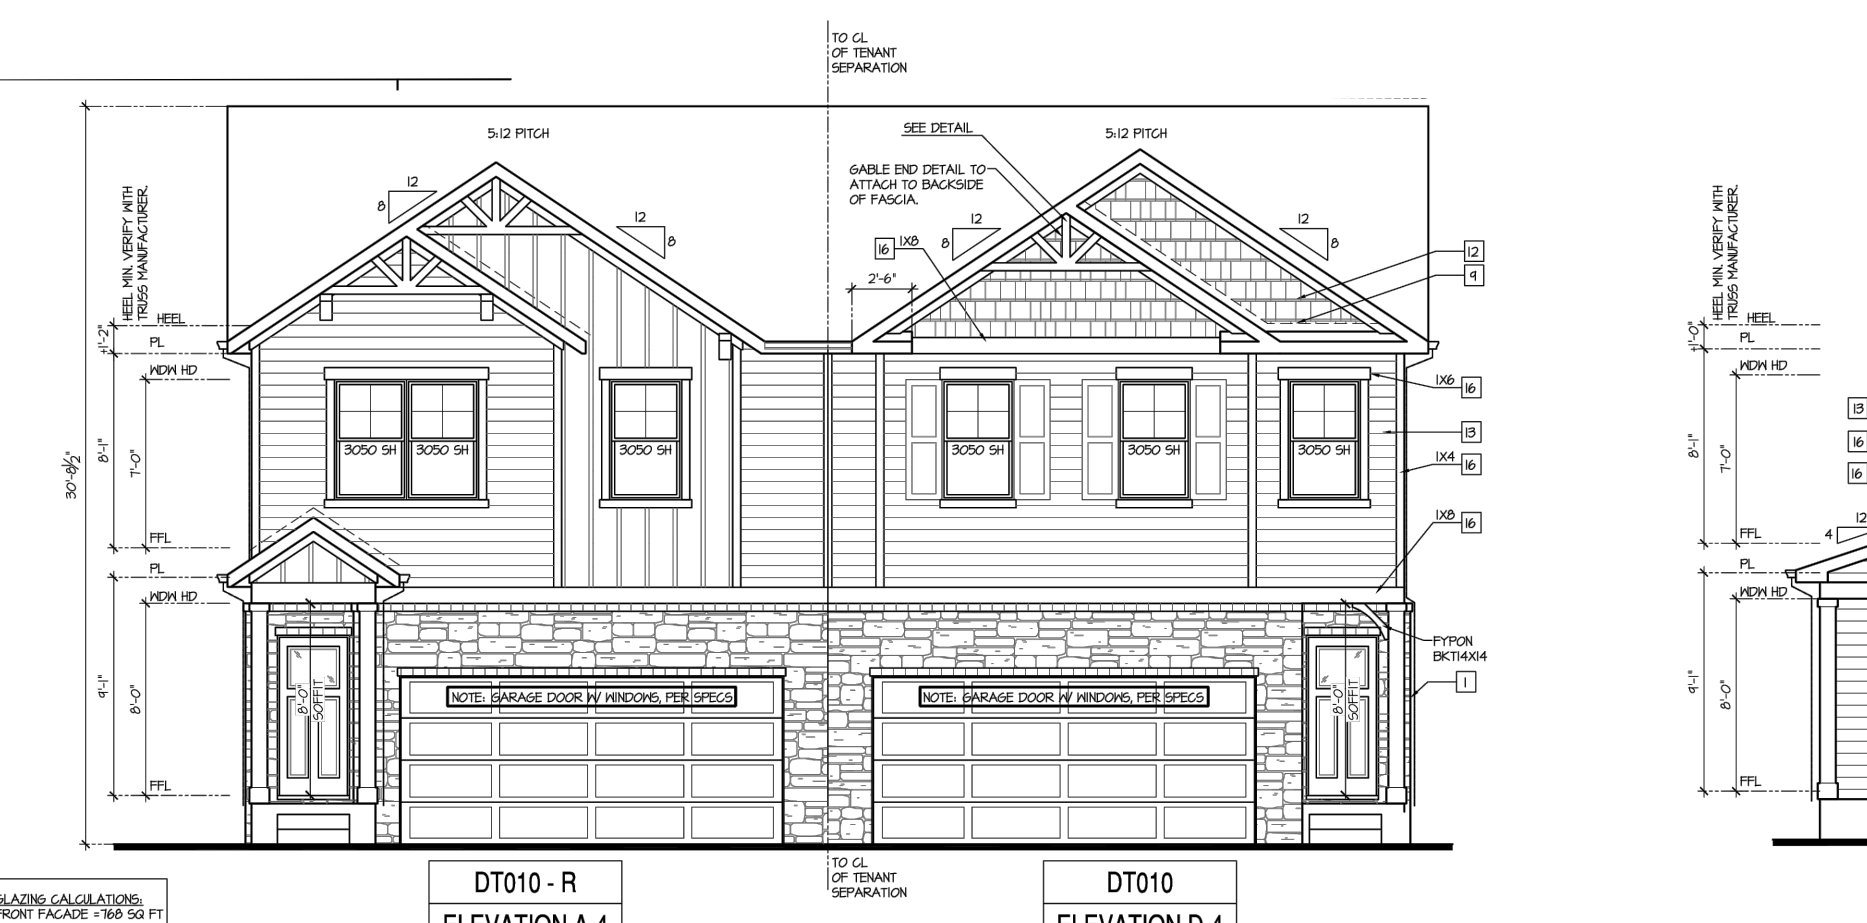 TO CL
OF TENANT
SEPARATION
5:12 PITCH
SEE DETAIL
5:12 PITCH
GABLE END DETAIL TO
ATTACH TO BACKSIDE
OF FASCIA.
HEEL MIN. VERIFY WITH
TRUSS MANUFACTURER.
12
8
12
8
16 1X8
12
8
12
8
2'-6"
12
9
HEEL MIN. VERIFY WITH
TRUSS MANUFACTURER.
HEEL
±1'-2"
PL
WDW HD
HEEL
±1'-0"
PL
WDW HD
1X6 16
13
1X4 16
1X8 16
3050 SH
3050 SH
3050 SH
3050 SH
3050 SH
3050 SH
30'-8½"
8'-1"
7'-0"
8'-1"
7'-0"
13
16
16
FFL
PL
WDW HD
FFL
PL
WDW HD
12
4
FYPON
BKT14X14
1
9'-1"
8'-0"
8'-0"
SOFFIT
NOTE: GARAGE DOOR W/ WINDOWS, PER SPECS
NOTE: GARAGE DOOR W/ WINDOWS, PER SPECS
8'-0"
SOFFIT
9'-1"
8'-0"
FFL
FFL
TO CL
OF TENANT
SEPARATION
DT010 - R
ELEVATION A-4
DT010
ELEVATION D-4
GLAZING CALCULATIONS:
FRONT FACADE =768 SQ FT